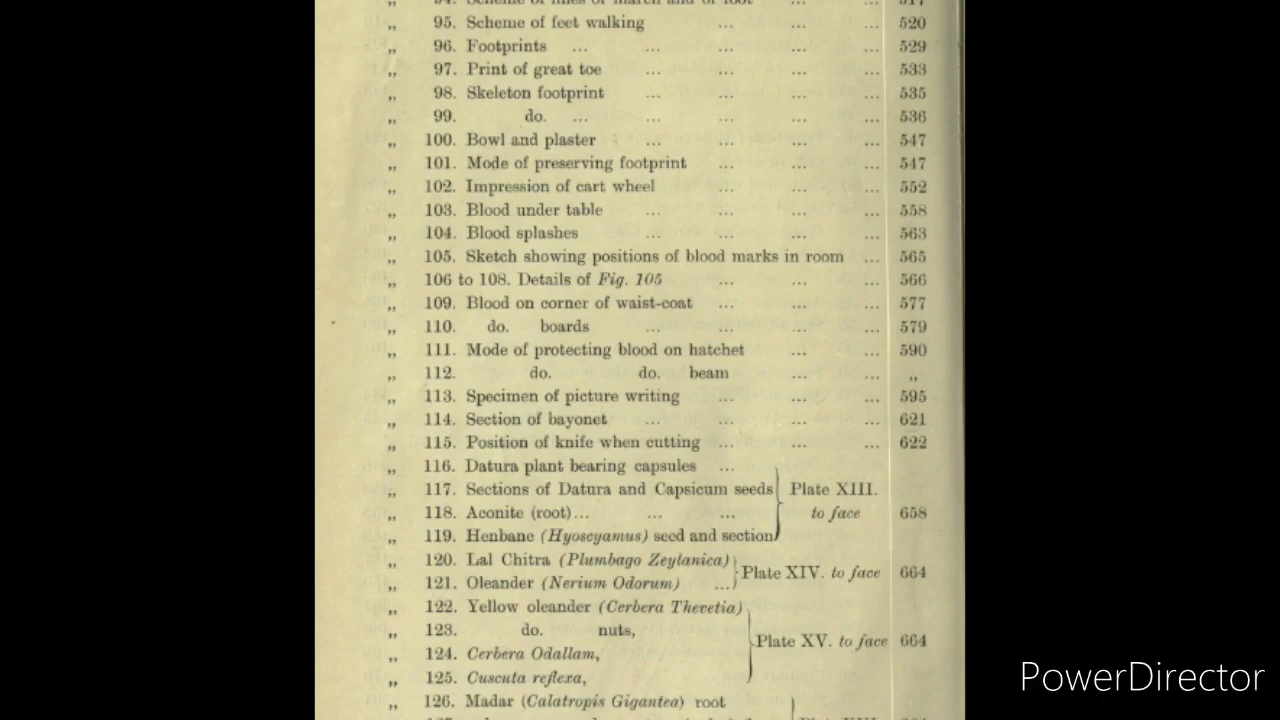 „ 95. Scheme of feet walking ... ... ... 520
„ 96. Footprints ... ... ... ... 529
„ 97. Print of great toe ... ... ... ... 533
„ 98. Skeleton footprint ... ... ... ... 535
„ 99. do. ... ... ... ... ... 536
„ 100. Bowl and plaster ... ... ... ... 547
„ 101. Mode of preserving footprint ... ... ... 547
„ 102. Impression of cart wheel ... ... ... 552
„ 103. Blood under table ... ... ... ... 558
„ 104. Blood splashes ... ... ... ... 563
„ 105. Sketch showing positions of blood marks in room ... 565
„ 106 to 108. Details of Fig. 105 ... ... ... 566
„ 109. Blood on corner of waist-coat ... ... ... 577
„ 110. do. boards ... ... ... ... 579
„ 111. Mode of protecting blood on hatchet ... ... 590
„ 112. do. do. beam ... ... „
„ 113. Specimen of picture writing ... ... ... 595
„ 114. Section of bayonet ... ... ... ... 621
„ 115. Position of knife when cutting ... ... ... 622
„ 116. Datura plant bearing capsules ...
„ 117. Sections of Datura and Capsicum seeds Plate XIII.
„ 118. Aconite (root)... ... ... to face 658
„ 119. Henbane (Hyoscyamus) seed and section
„ 120. Lal Chitra (Plumbago Zeylanica)
Plate XIV. to face 664
„ 121. Oleander (Nerium Odorum) ...
„ 122. Yellow oleander (Cerbera Thevetia)
„ 123. do. nuts,
Plate XV. to face 664
„ 124. Cerbera Odallam,
„ 125. Cuscuta reflexa,
„ 126. Madar (Calatropis Gigantea) root
PowerDirector